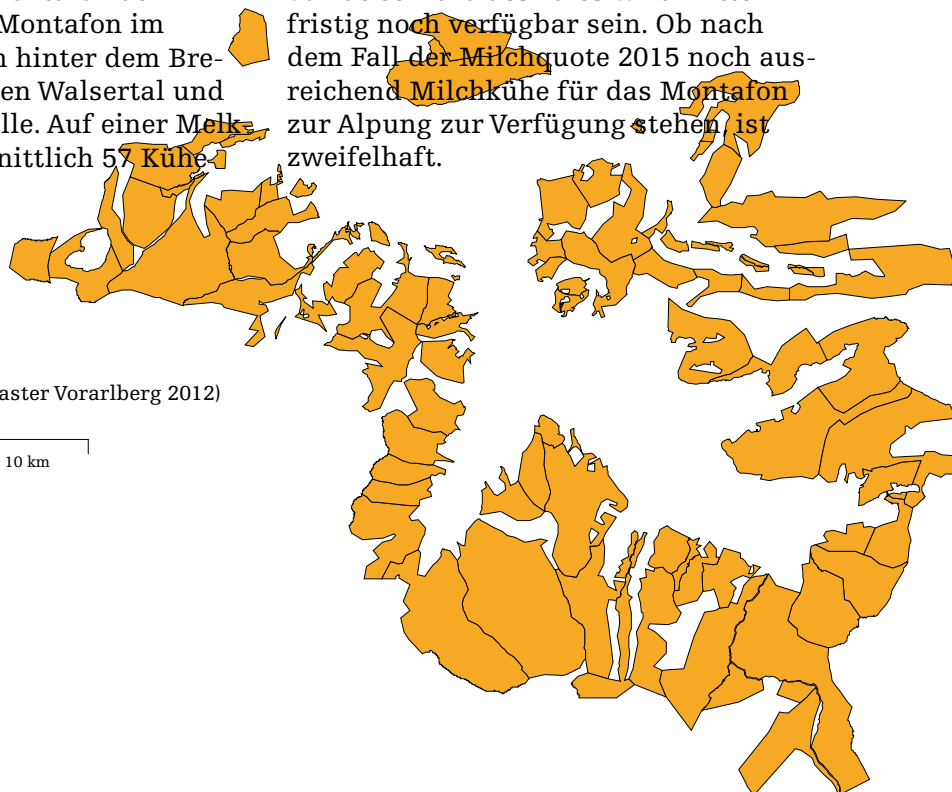 Montafon im
hinter dem Bre-
en Walsertal und
lle. Auf einer Melk-
nittlich 57 Kühe
fristig noch verfügbar sein. Ob nach
dem Fall der Milchquote 2015 noch aus-
reichend Milchkühe für das Montafon
zur Alpung zur Verfügung stehen, ist
zweifelhaft.
aster Vorarlberg 2012)
10 km